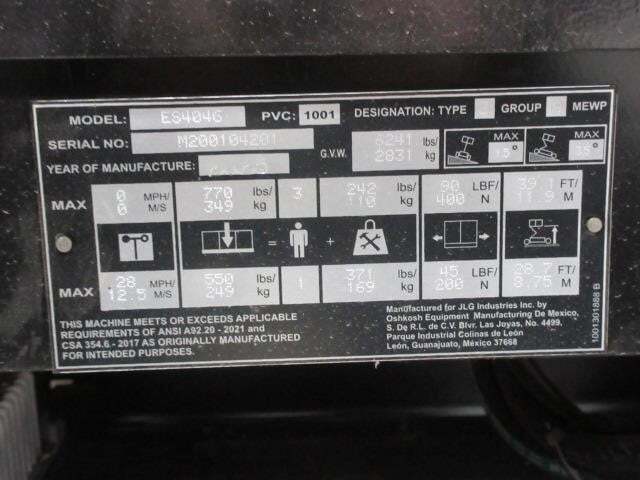 MODEL: ES4046 PVC: 1001 DESIGNATION: TYPE GROUP MEWP
SERIAL NO: M200104201 G.V.W. 6241 lbs/ 2831 kg MAX 1.5° MAX
YEAR OF MANUFACTURE:
MAX 0 MPH/ 770 lbs/ 3 242 lbs/ 90 LBF/ 39.1 FT/
0 M/S 349 kg 110 kg 400 N 11.9 M
= +
28 MPH/ 550 lbs/ 1 371 lbs/ 45 LBF/ 28.7 FT/
MAX 12.5 M/S 249 kg 169 kg 200 N 8.75 M
THIS MACHINE MEETS OR EXCEEDS APPLICABLE
REQUIREMENTS OF ANSI A92.20 - 2021 and
CSA 354.6 - 2017 AS ORIGINALLY MANUFACTURED
FOR INTENDED PURPOSES.
Manufactured for JLG Industries Inc. by
Oshkosh Equipment Manufacturing De Mexico,
S. De R.L. de C.V. Blvr. Las Joyas, No. 4499,
Parque Industrial Colinas de León
León, Guanajuato, México 37668
1001301888 B